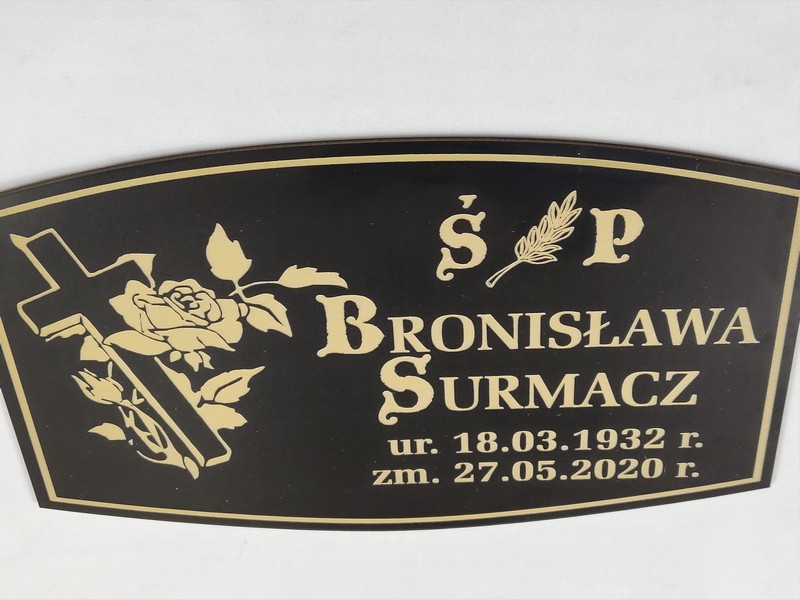 Ś P
BRONISŁAWA
SURMACZ
ur. 18.03.1932 r.
zm. 27.05.2020 r.